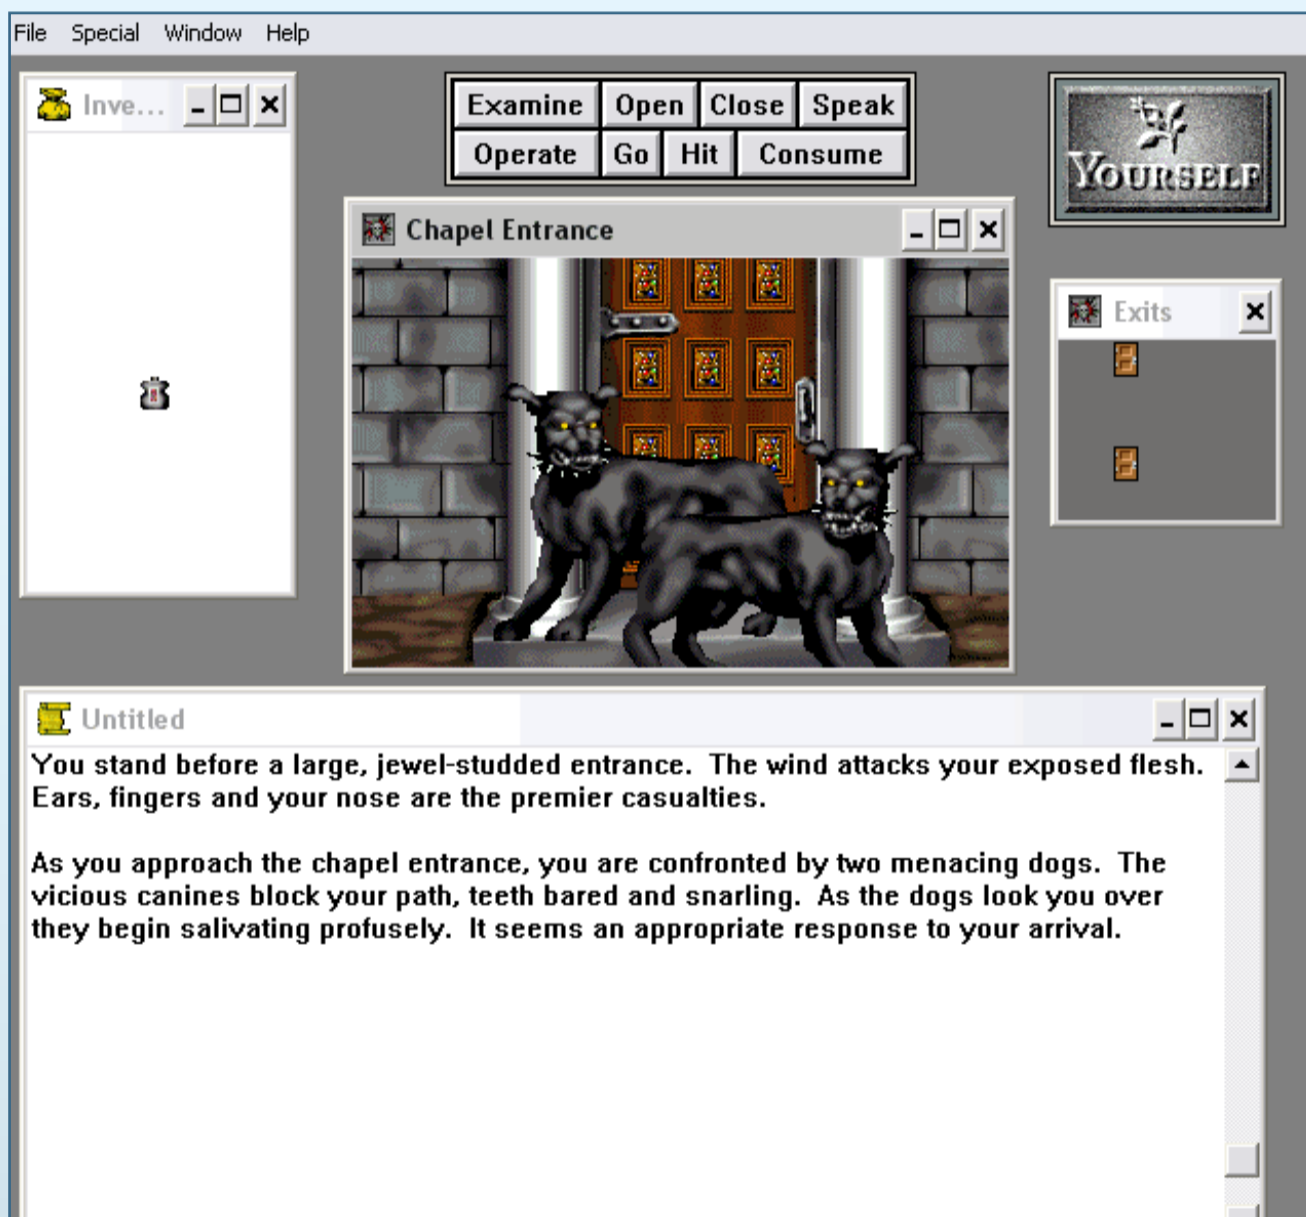 File Special Window Help
Inve...
Examine Open Close Speak
Operate Go Hit Consume
YOURSELF
Chapel Entrance
Exits
Untitled
You stand before a large, jewel-studded entrance. The wind attacks your exposed flesh.
Ears, fingers and your nose are the premier casualties.
As you approach the chapel entrance, you are confronted by two menacing dogs. The
vicious canines block your path, teeth bared and snarling. As the dogs look you over
they begin salivating profusely. It seems an appropriate response to your arrival.